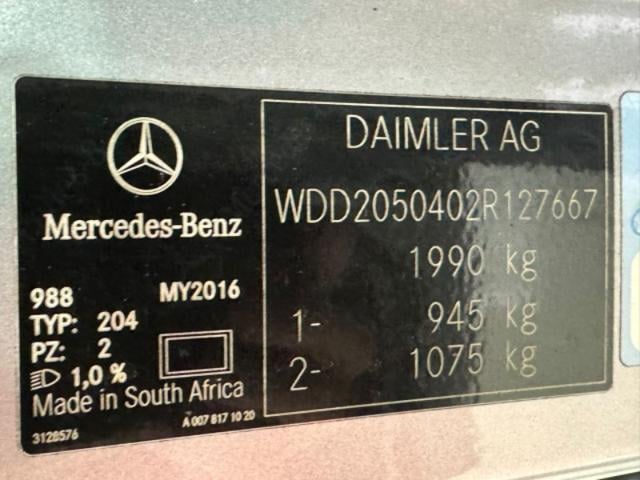 Mercedes-Benz
988 MY2016
TYP: 204
PZ: 2
1,0 %
Made in South Africa
3128576
A 007 817 10 20
DAIMLER AG
WDD2050402R127667
1990 kg
1- 945 kg
2- 1075 kg